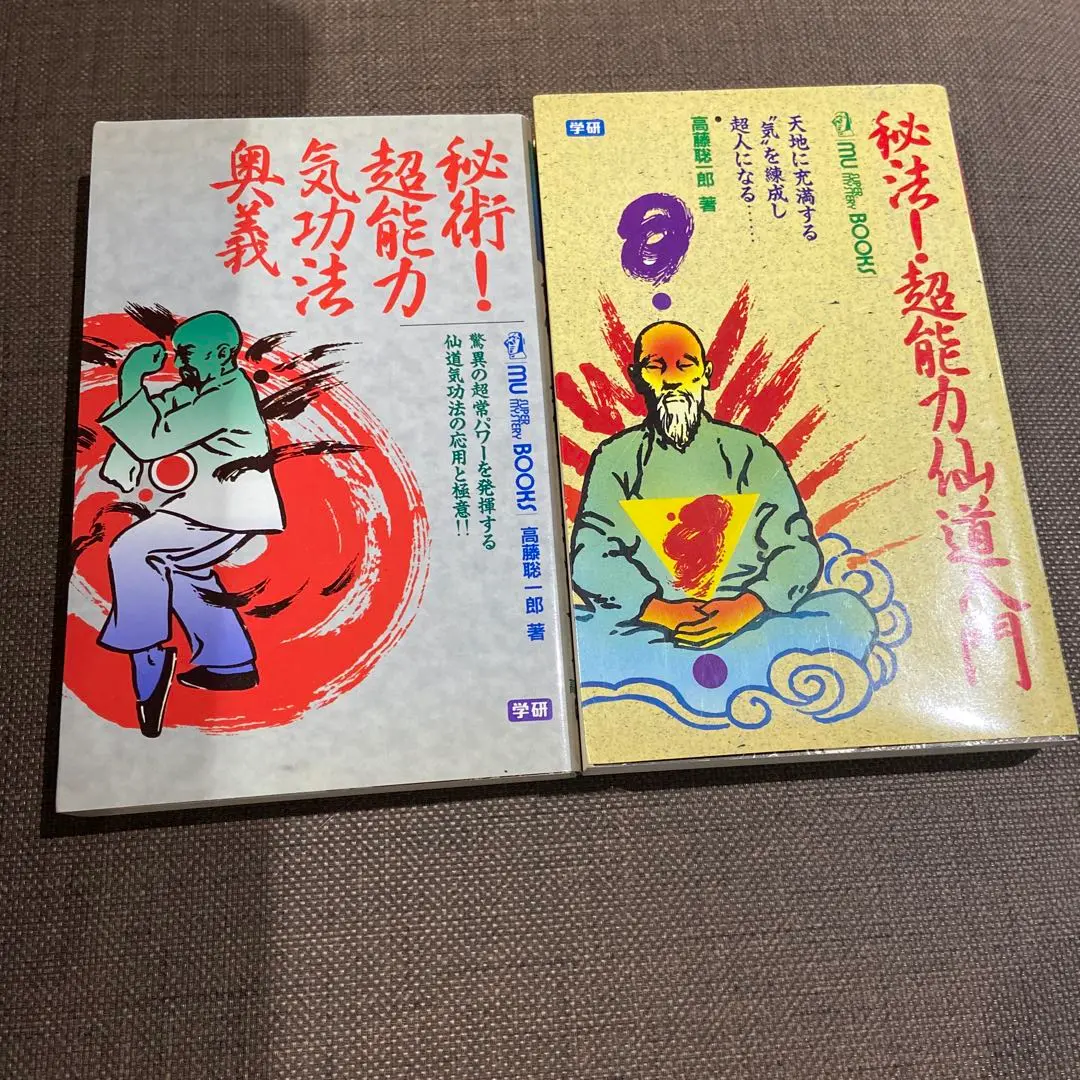 秘術!
超能力
気功法
奥義
驚異の超常パワーを発揮する
仙道気功法の応用と極意!!
MU SUPER MYSTERY BOOKS
高藤聡一郎 著
学研
学研
秘法!超能力仙道入門
MU SUPER MYSTERY BOOKS
天地に充満する
“気”を練成し
超人になる……
高藤聡一郎 著